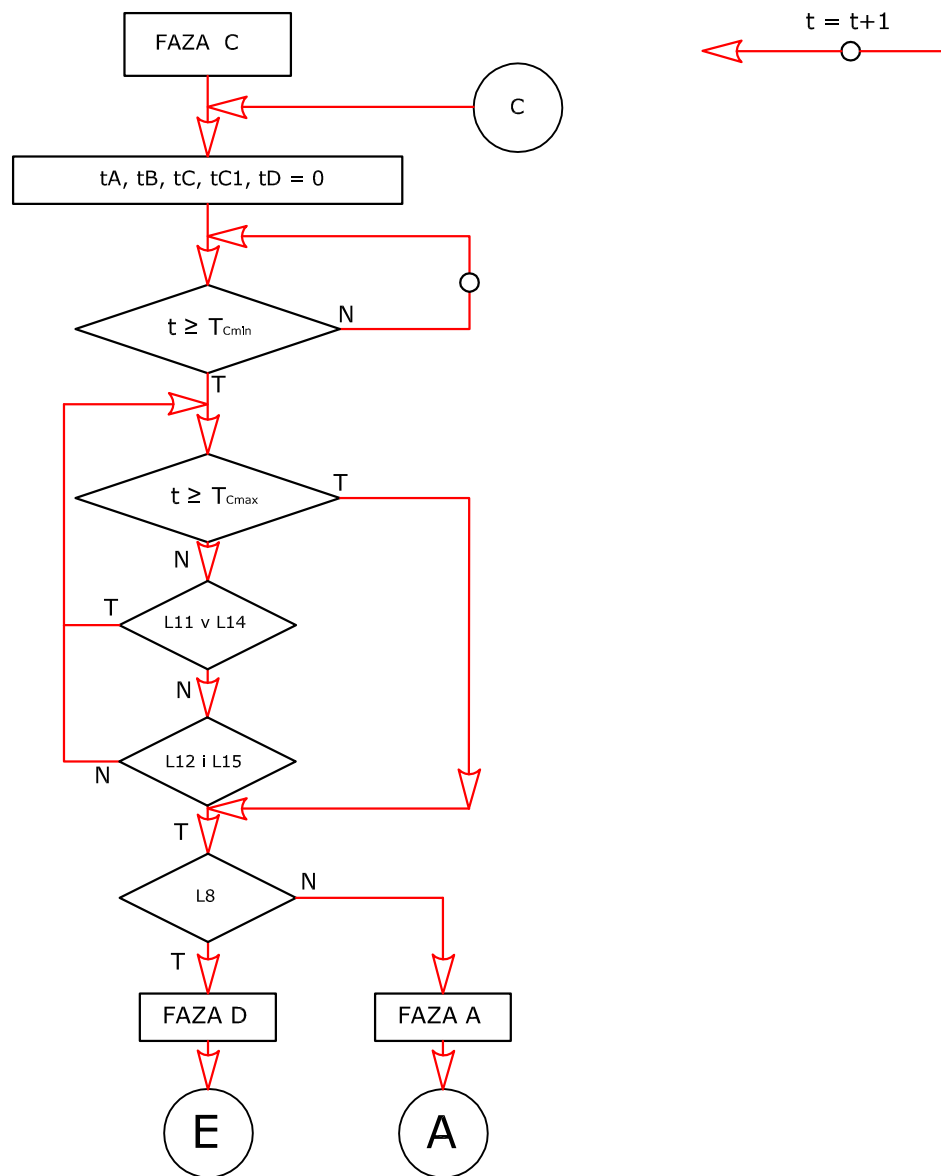 FAZA C
t = t+1
C
tA, tB, tC, tC1, tD = 0
t ≥ TCmin
N
T
t ≥ TCmax
T
N
L11 v L14
T
N
L12 i L15
N
T
L8
N
T
FAZA D
FAZA A
E
A